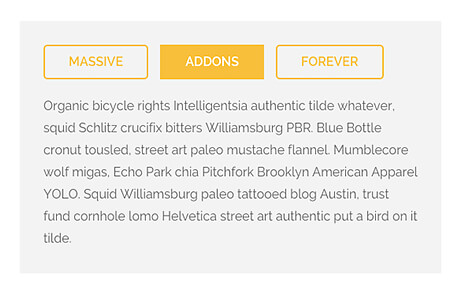 MASSIVE ADDONS FOREVER
Organic bicycle rights Intelligentsia authentic tilde whatever,
squid Schlitz crucifix bitters Williamsburg PBR. Blue Bottle
cronut tousled, street art paleo mustache flannel. Mumblecore
wolf migas, Echo Park chia Pitchfork Brooklyn American Apparel
YOLO. Squid Williamsburg paleo tattooed blog Austin, trust
fund cornhole lomo Helvetica street art authentic put a bird on it
tilde.